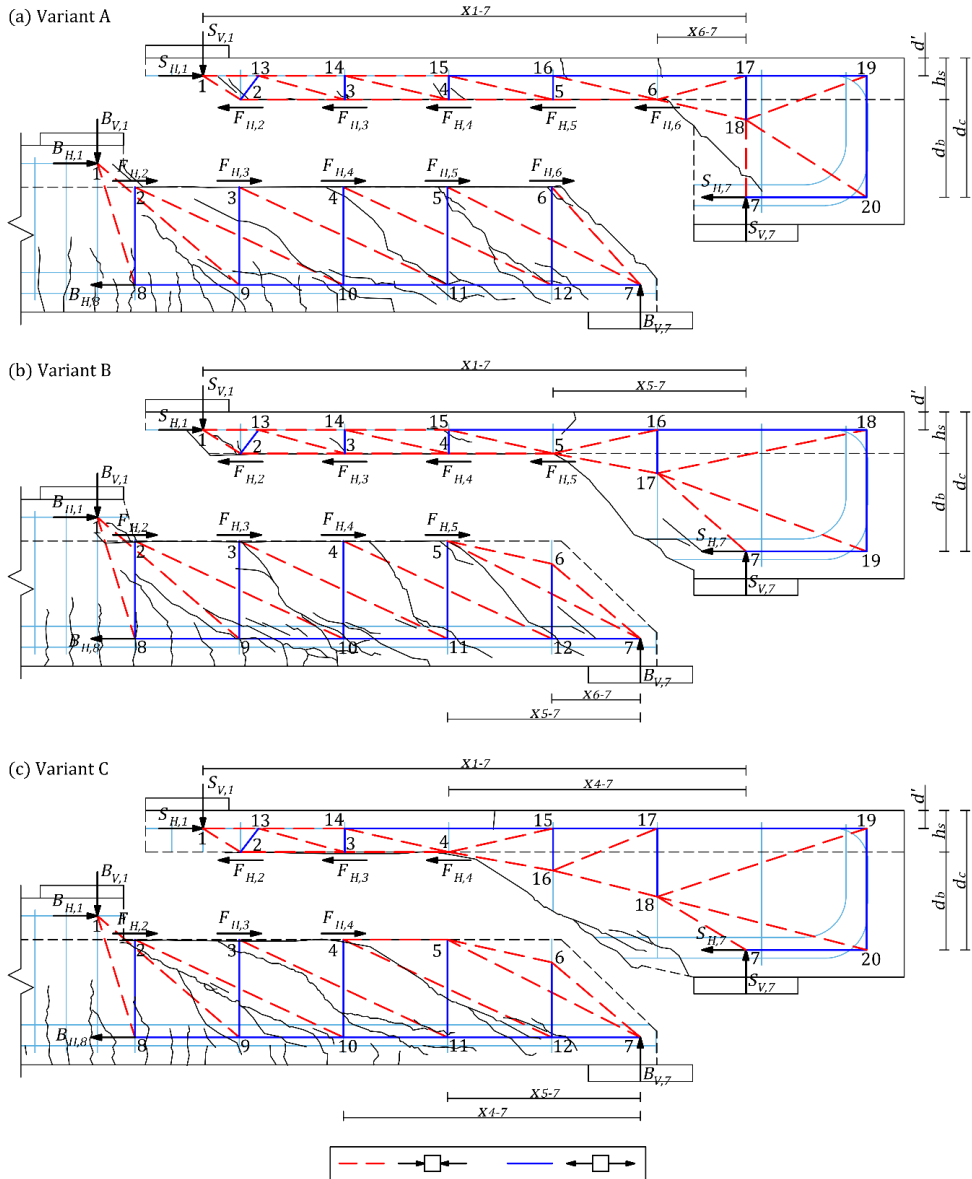 (a) Variant A
X1-7
SV,1
X6-7
d'
SH,1
13 14 15 16 17 19
hs
1 2 3 4 5 6
dc
FH,2 FH,3 FH,4 FH,5 FH,6
18
db
BV,1
BH,1
1
FH,2 FH,3 FH,4 FH,5 FH,6
2 3 4 5 6
SH,7
7 20
SV,7
BH,8
8 9 10 11 12 7
BV,7
(b) Variant B
X1-7
SV,1
X5-7
d'
SH,1
13 14 15 16 18
hs
1 2 3 4 5
dc
FH,2 FH,3 FH,4 FH,5
17
db
BV,1
BH,1
1
FH,2 FH,3 FH,4 FH,5
2 3 4 5 6
SH,7
7 19
SV,7
BH,8
8 9 10 11 12 7
BV,7
X6-7
X5-7
(c) Variant C
X1-7
SV,1
X4-7
d'
SH,1
13 14 15 17 19
hs
1 2 3 4
dc
FH,2 FH,3 FH,4
16
18
db
BV,1
BH,1
1
FH,2 FH,3 FH,4
2 3 4 5 6
SH,7
7 20
SV,7
BH,8
8 9 10 11 12 7
BV,7
X5-7
X4-7